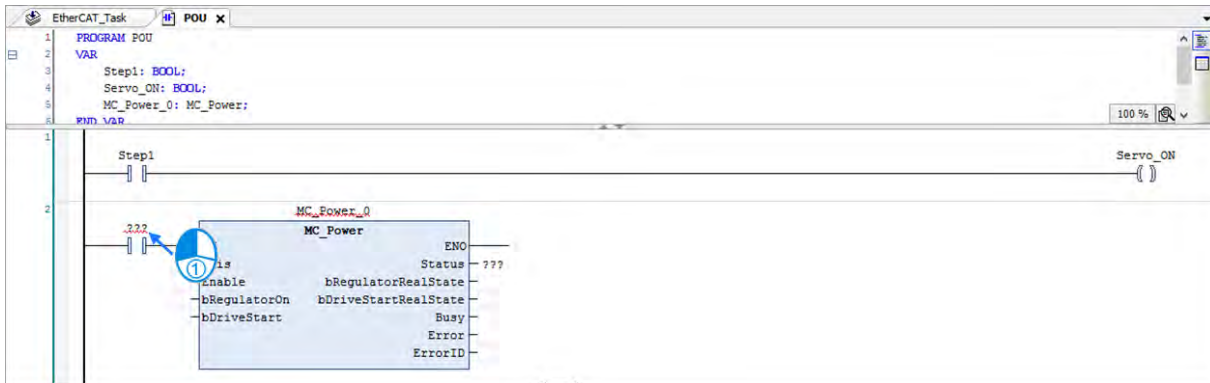 EtherCAT_Task POU X
1 PROGRAM POU
2 VAR
3 Step1: BOOL;
4 Servo_ON: BOOL;
5 MC_Power_0: MC_Power;
6 END_VAR
100 %
1
Step1 Servo_ON
2
MC_Power_0
??? MC_Power
ENO
is Status ???
Enable bRegulatorRealState
bRegulatorOn bDriveStartRealState
bDriveStart Busy
Error
ErrorID
1